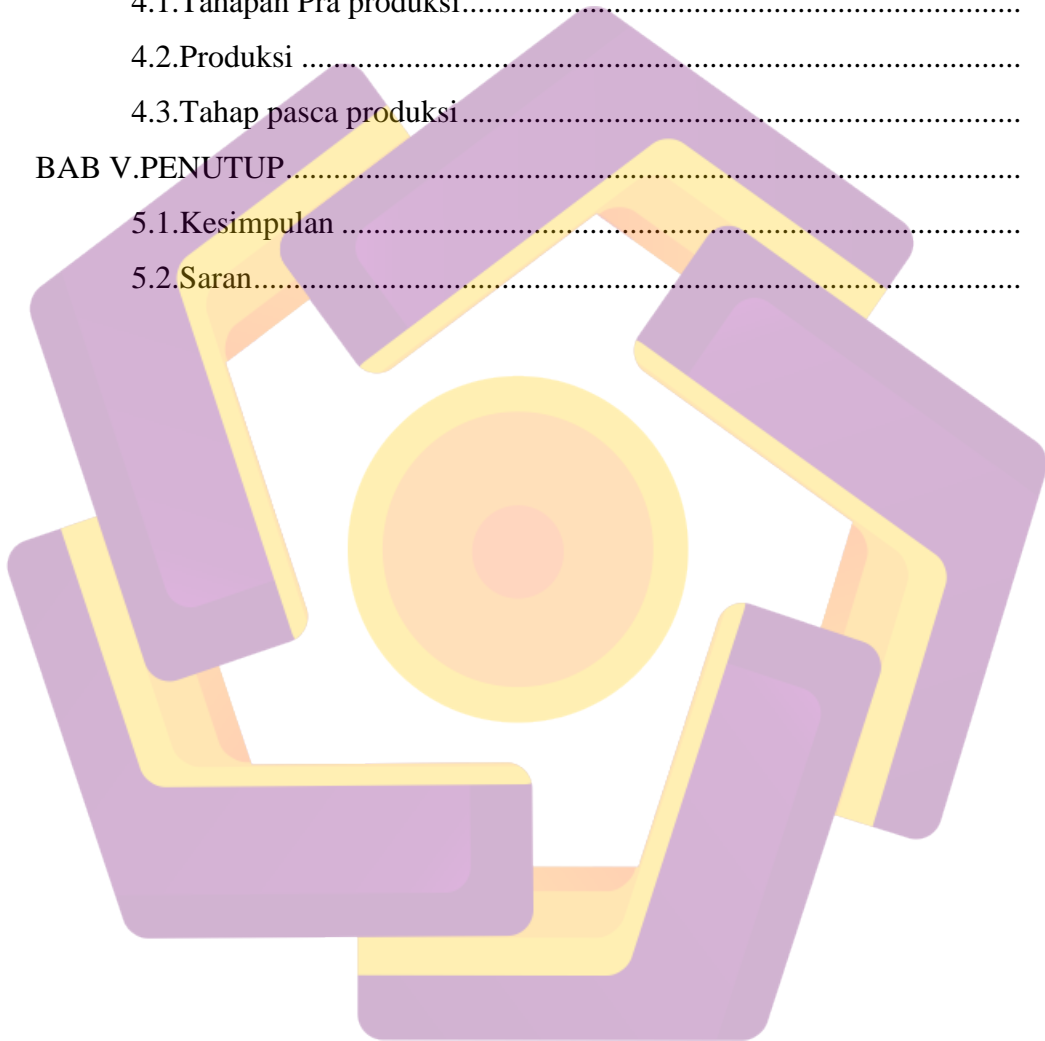 4.1.Tahapan Pra produksi......................................................................
4.2.Produksi ..........................................................................................
4.3.Tahap pasca produksi......................................................................
BAB V.PENUTUP............................................................................................
5.1.Kesimpulan .....................................................................................
5.2.Saran................................................................................................